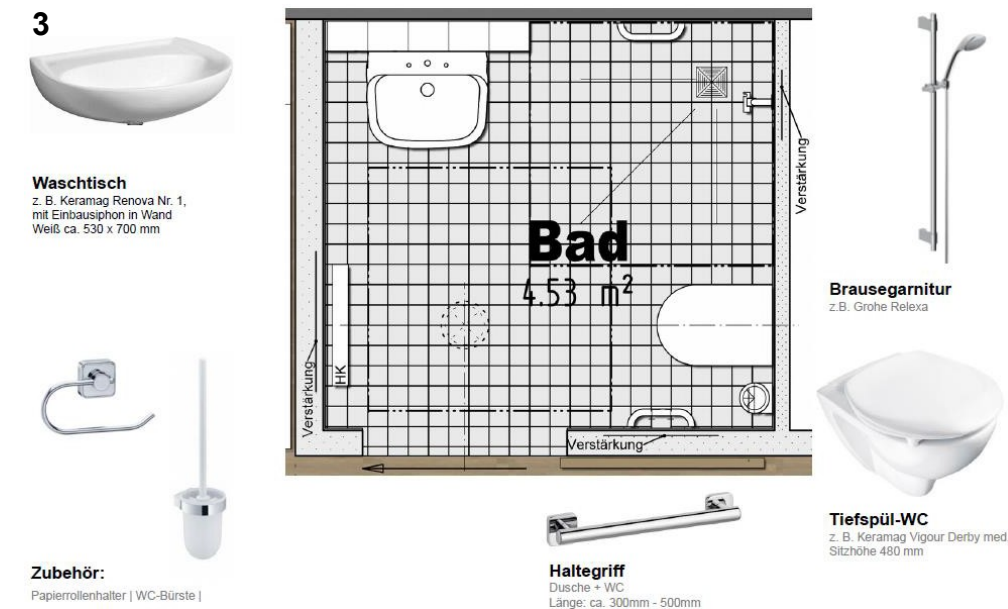 3
Waschtisch
z. B. Keramag Renova Nr. 1,
mit Einbausiphon in Wand
Weiß ca. 530 x 700 mm
Zubehör:
Papierrollenhalter | WC-Bürste |
Bad
4.53 m²
HK
Verstärkung
Verstärkung
Verstärkung
Haltegriff
Dusche + WC
Länge: ca. 300mm - 500mm
Brausegarnitur
z.B. Grohe Relexa
Tiefspül-WC
z. B. Keramag Vigour Derby med
Sitzhöhe 480 mm